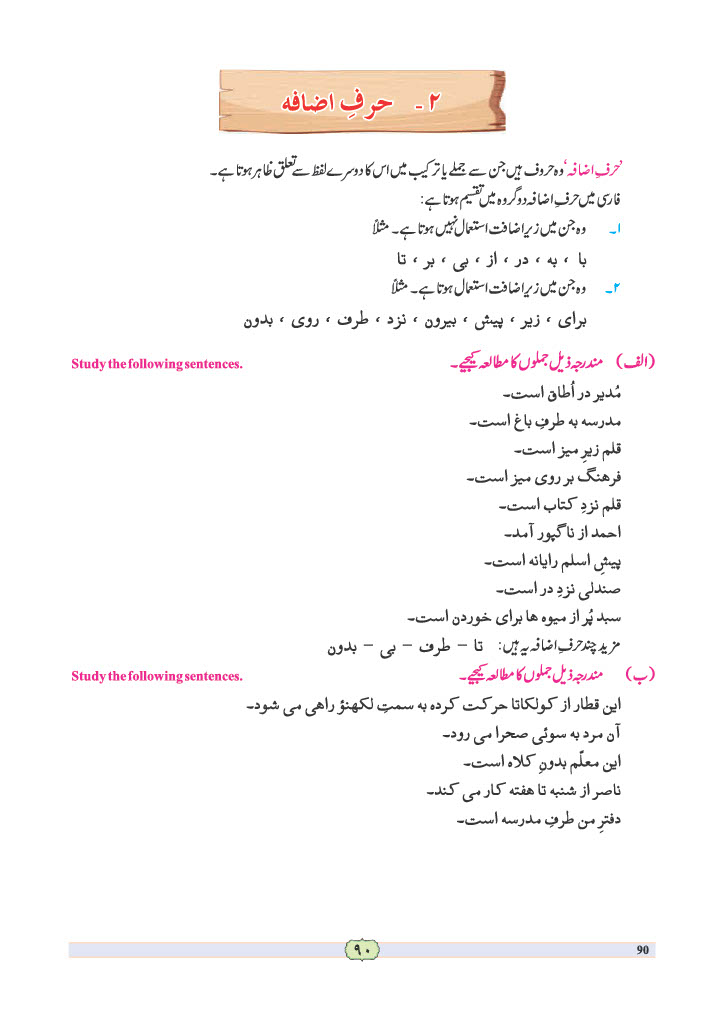 ۲ - حرفِ اضافہ
’حرفِ اضافہ‘ وہ حروف ہیں جن سے جملے یا ترکیب میں اس کا دوسرے لفظ سے تعلق ظاہر ہوتا ہے۔
فارسی میں حرفِ اضافہ دو گروہ میں تقسیم ہوتا ہے:
۱۔ وہ جن میں زیرِ اضافت استعمال نہیں ہوتا ہے۔ مثلاً
با ، به ، در ، از ، بی ، بر ، تا
۲۔ وہ جن میں زیرِ اضافت استعمال ہوتا ہے۔ مثلاً
برای ، زیر ، پیش ، بیرون ، نزد ، طرف ، روی ، بدون
(الف) مندرجہ ذیل جملوں کا مطالعہ کیجیے۔ Study the following sentences.
مُدیر در اُطاق است۔
مدرسه به طرفِ باغ است۔
قلم زیرِ میز است۔
فرهنگ بر روی میز است۔
قلم نزدِ کتاب است۔
احمد از ناگپور آمد۔
پیشِ اسلم رایانه است۔
صندلی نزدِ در است۔
سبد پُر از میوه ها برای خوردن است۔
مزید چند حرفِ اضافہ یہ ہیں: تا – طرف – بی – بدون
(ب) مندرجہ ذیل جملوں کا مطالعہ کیجیے۔ Study the following sentences.
این قطار از کولکاتا حرکت کرده به سمتِ لکھنؤ راهی می شود۔
آن مرد به سوئی صحرا می رود۔
این معلّم بدونِ کلاه است۔
ناصر از شنبه تا هفته کار می کند۔
دفترِ من طرفِ مدرسه است۔
۹۰ 90